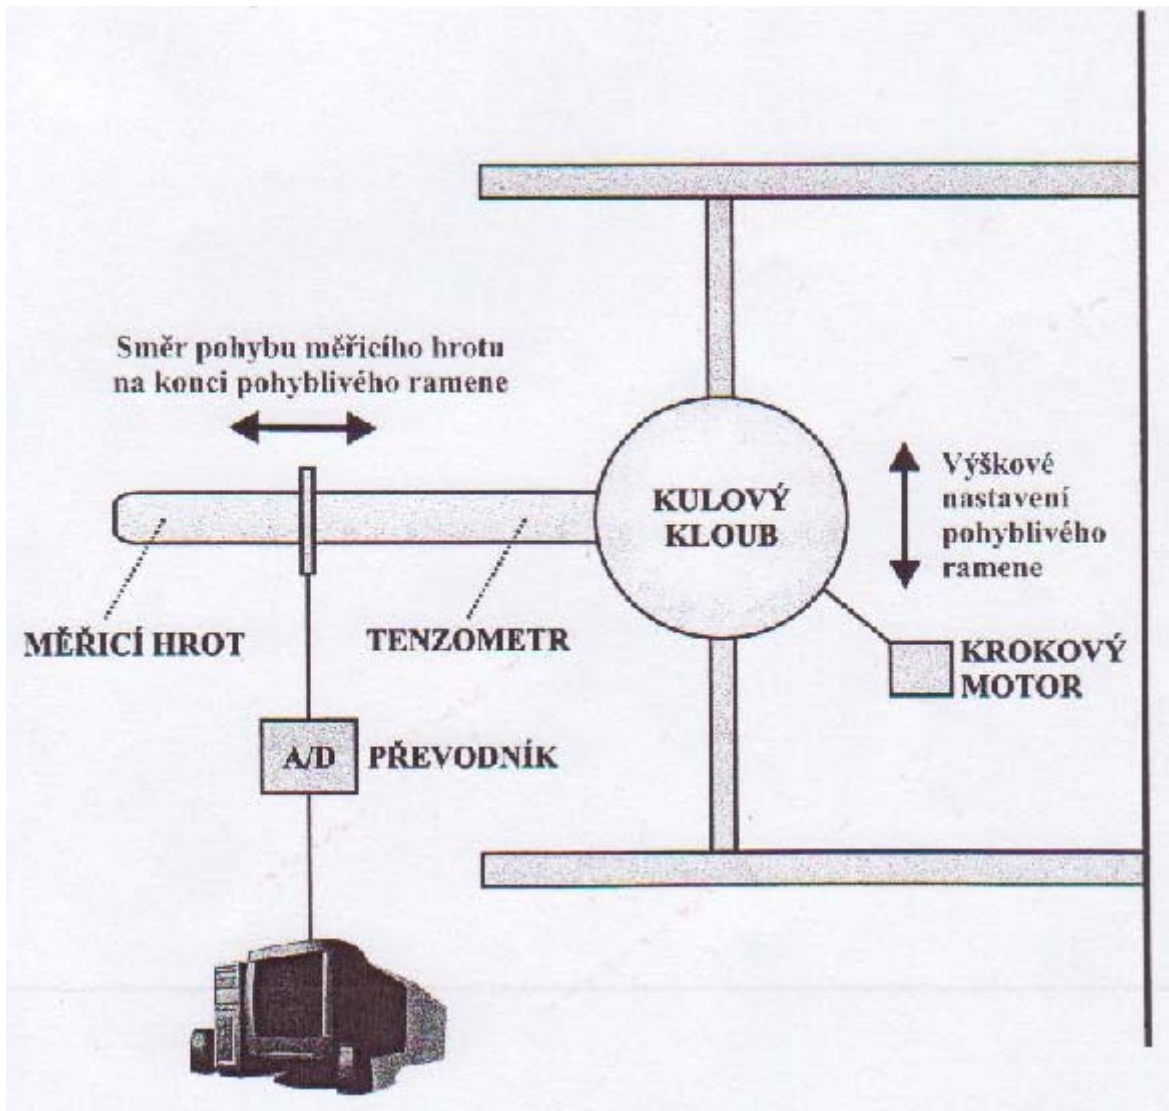 Směr pohybu měřicího hrotu
na konci pohyblivého ramene
KULOVÝ
KLOUB
Výškové
nastavení
pohyblivého
ramene
MĚŘICÍ HROT
TENZOMETR
KROKOVÝ
MOTOR
A/D
PŘEVODNÍK